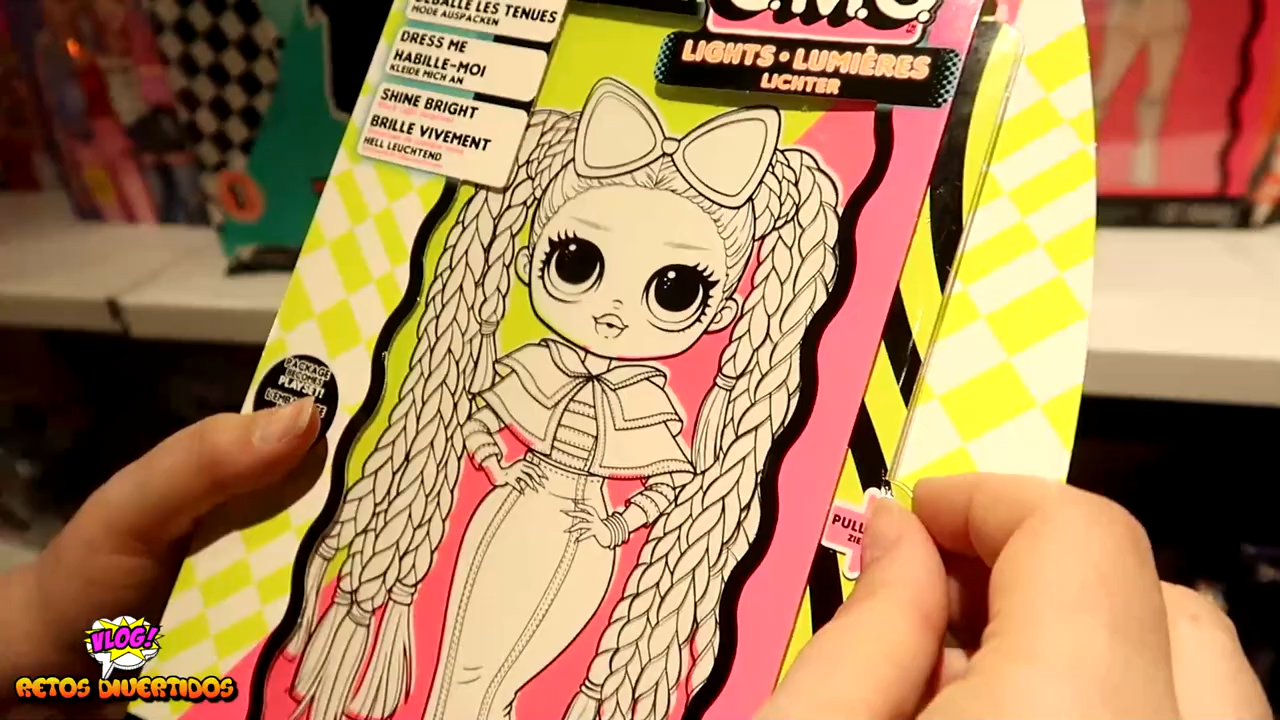 DÉBALLE LES TENUES
MODE AUSPACKEN
DRESS ME
HABILLE-MOI
KLEIDE MICH AN
SHINE BRIGHT
BRILLE VIVEMENT
HELL LEUCHTEND
O.M.G.
LIGHTS • LUMIÈRES
LICHTER
PACKAGE
BECOMES
PLAYSET!
PULL
VLOG!
RETOS DIVERTIDOS